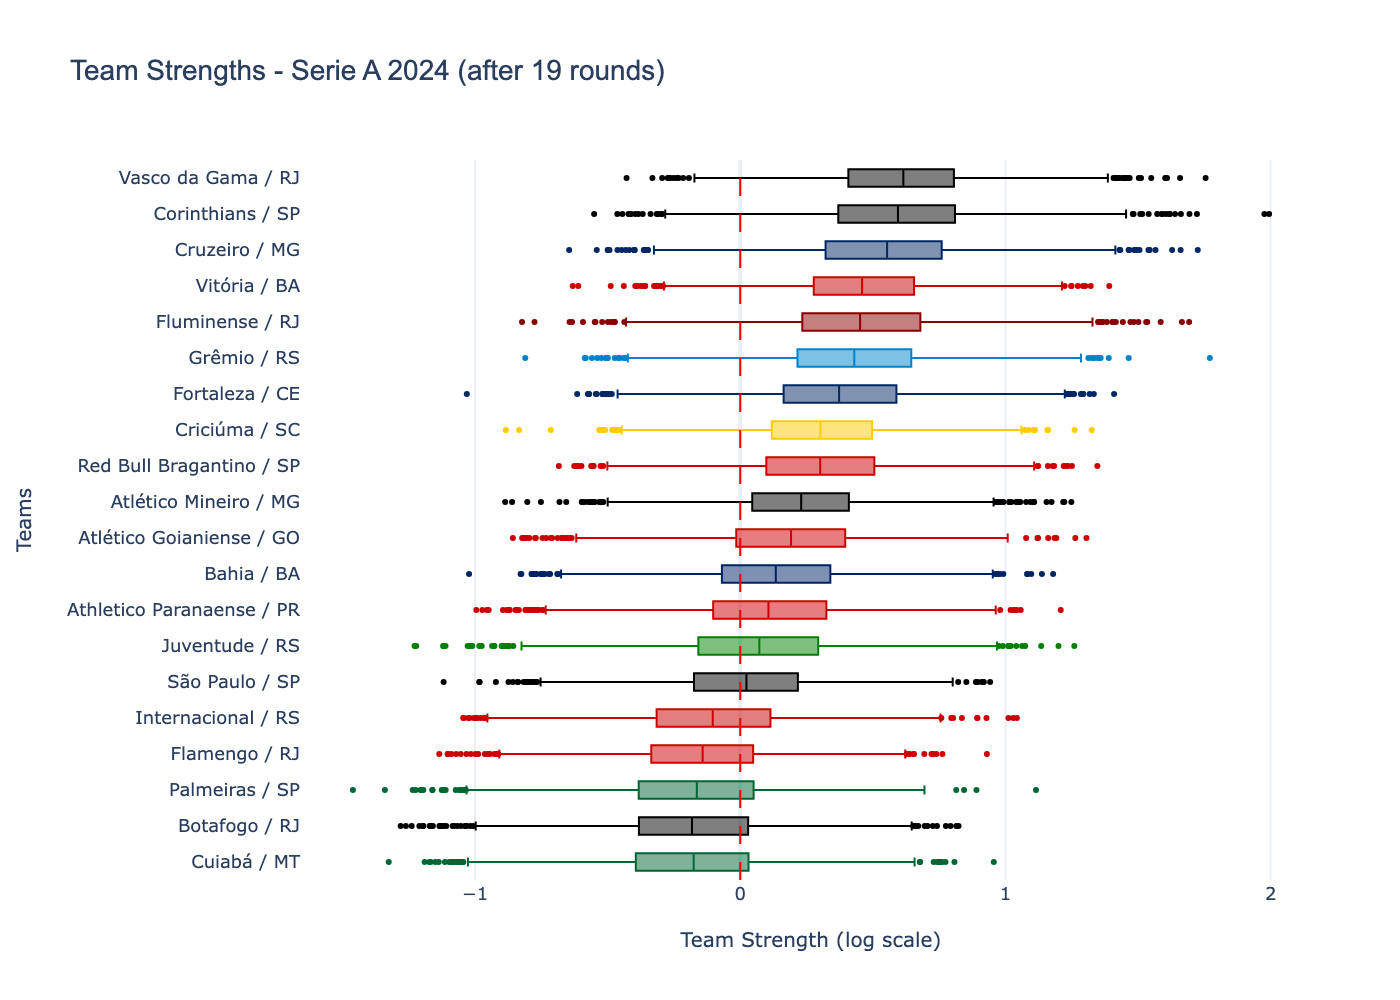 Team Strengths - Serie A 2024 (after 19 rounds)
Vasco da Gama / RJ
Corinthians / SP
Cruzeiro / MG
Vitória / BA
Fluminense / RJ
Grêmio / RS
Fortaleza / CE
Criciúma / SC
Red Bull Bragantino / SP
Atlético Mineiro / MG
Atlético Goianiense / GO
Bahia / BA
Athletico Paranaense / PR
Juventude / RS
São Paulo / SP
Internacional / RS
Flamengo / RJ
Palmeiras / SP
Botafogo / RJ
Cuiabá / MT
Teams
−1 0 1 2
Team Strength (log scale)